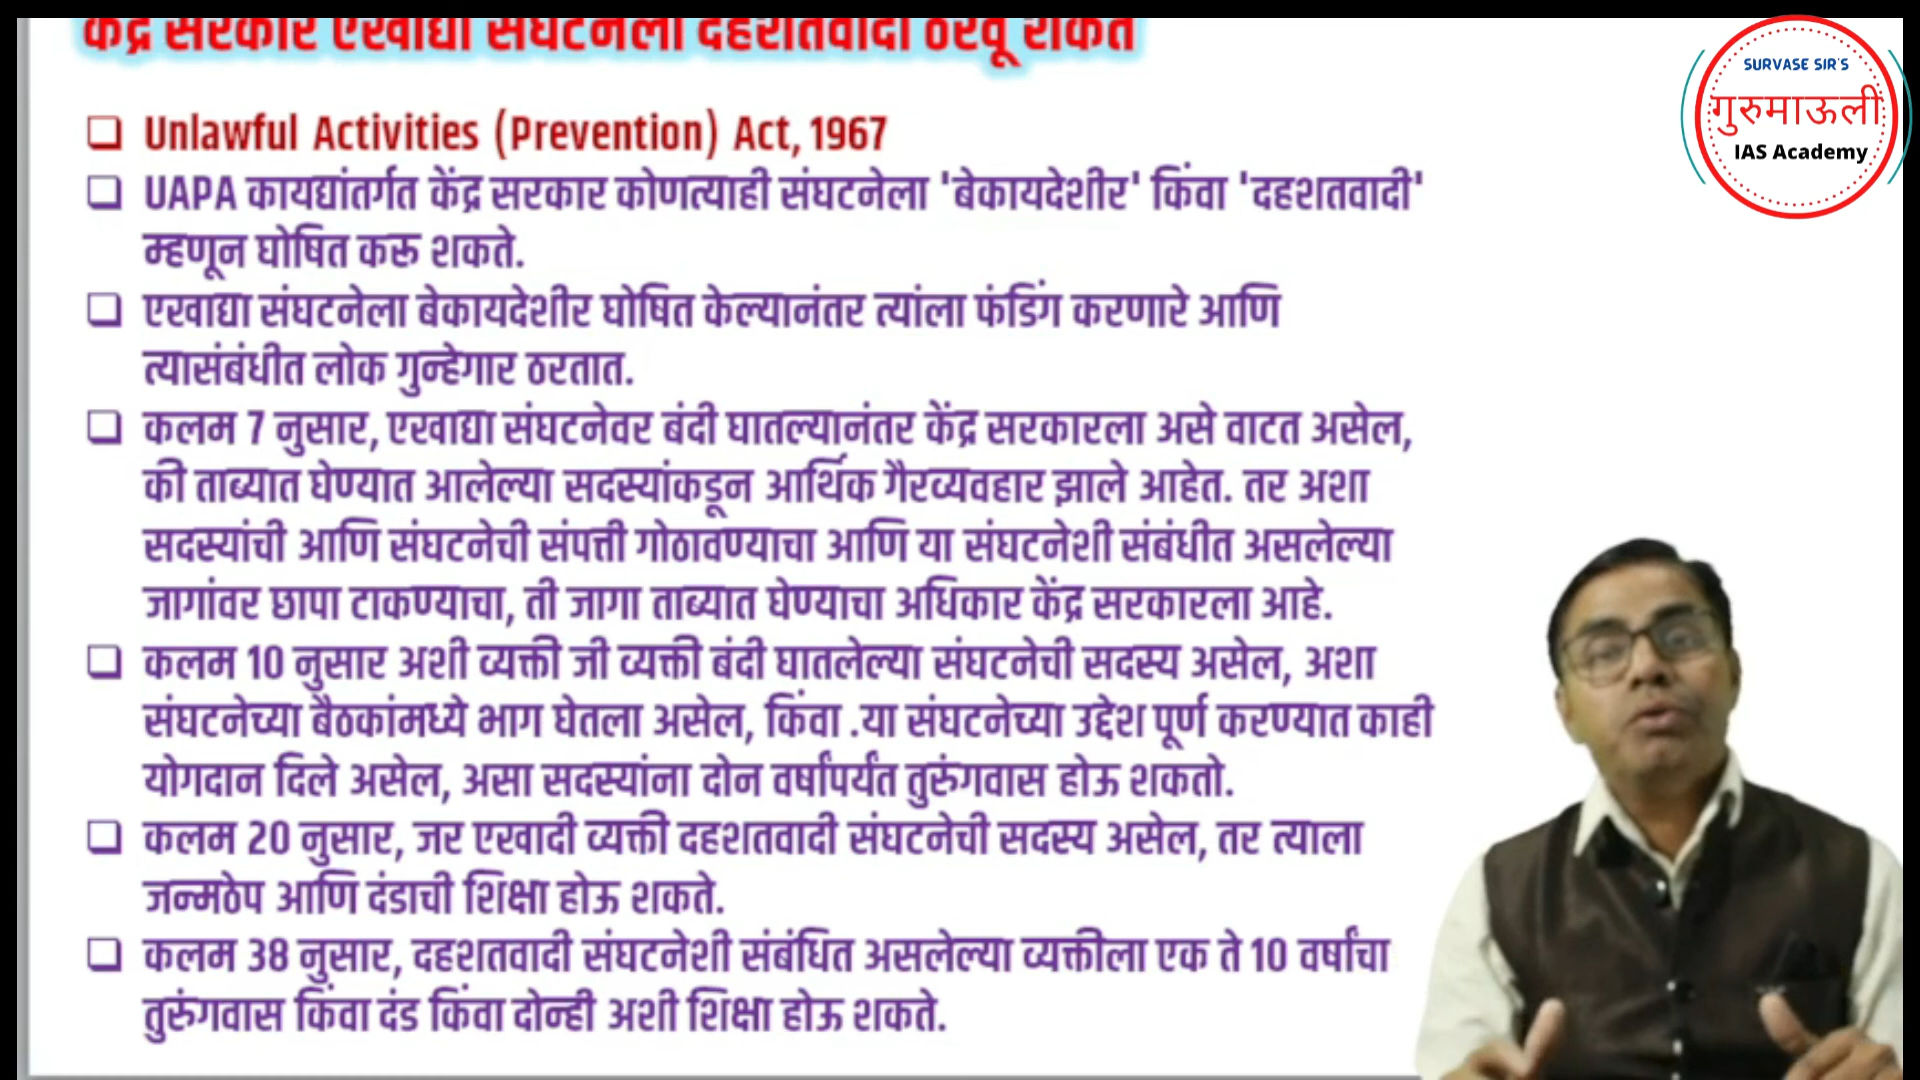 केंद्र सरकार एखाद्या संघटनेला दहशतवादी ठरवू शकते
SURVASE SIR'S
गुरुमाऊली
IAS Academy
❑ Unlawful Activities (Prevention) Act, 1967
❑ UAPA कायद्यांतर्गत केंद्र सरकार कोणत्याही संघटनेला 'बेकायदेशीर' किंवा 'दहशतवादी'
म्हणून घोषित करू शकते.
❑ एखाद्या संघटनेला बेकायदेशीर घोषित केल्यानंतर त्यांला फंडिंग करणारे आणि
त्यासंबंधीत लोक गुन्हेगार ठरतात.
❑ कलम 7 नुसार, एखाद्या संघटनेवर बंदी घातल्यानंतर केंद्र सरकारला असे वाटत असेल,
की ताब्यात घेण्यात आलेल्या सदस्यांकडून आर्थिक गैरव्यवहार झाले आहेत. तर अशा
सदस्यांची आणि संघटनेची संपत्ती गोठावण्याचा आणि या संघटनेशी संबंधीत असलेल्या
जागांवर छापा टाकण्याचा, ती जागा ताब्यात घेण्याचा अधिकार केंद्र सरकारला आहे.
❑ कलम 10 नुसार अशी व्यक्ती जी व्यक्ती बंदी घातलेल्या संघटनेची सदस्य असेल, अशा
संघटनेच्या बैठकांमध्ये भाग घेतला असेल, किंवा .या संघटनेच्या उद्देश पूर्ण करण्यात काही
योगदान दिले असेल, असा सदस्यांना दोन वर्षांपर्यंत तुरुंगवास होऊ शकतो.
❑ कलम 20 नुसार, जर एखादी व्यक्ती दहशतवादी संघटनेची सदस्य असेल, तर त्याला
जन्मठेप आणि दंडाची शिक्षा होऊ शकते.
❑ कलम 38 नुसार, दहशतवादी संघटनेशी संबंधित असलेल्या व्यक्तीला एक ते 10 वर्षांचा
तुरुंगवास किंवा दंड किंवा दोन्ही अशी शिक्षा होऊ शकते.